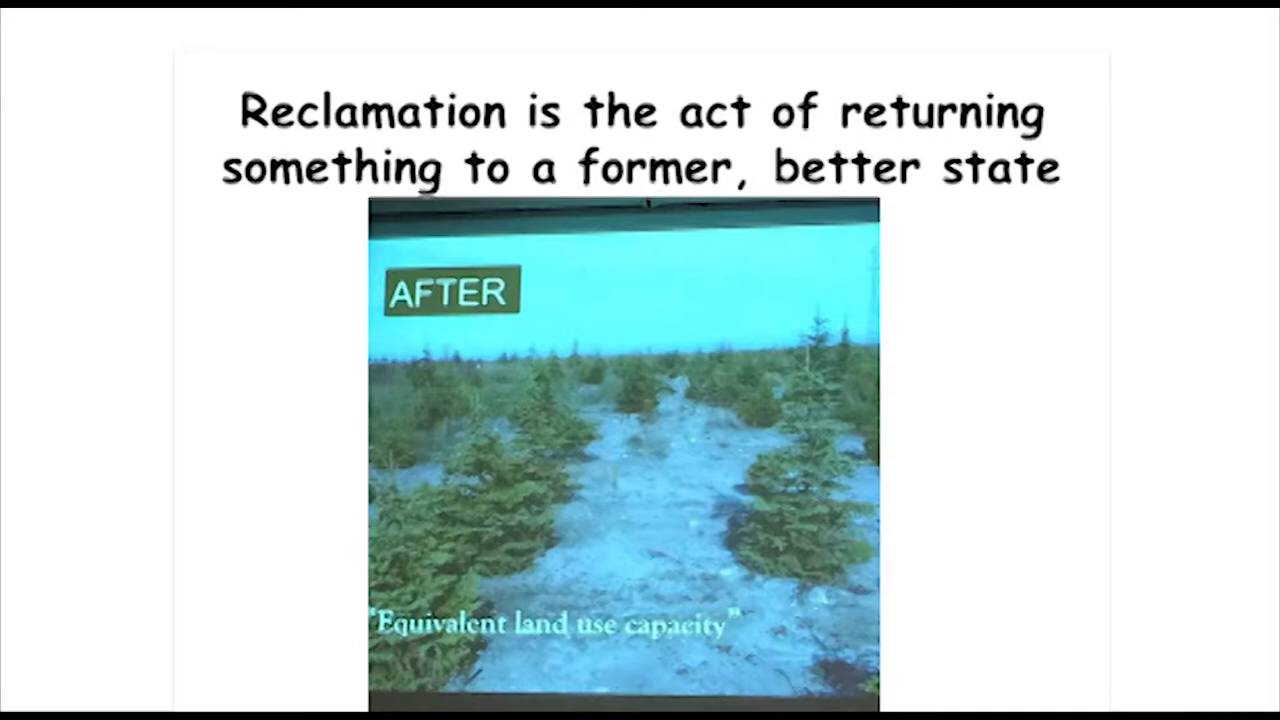 Reclamation is the act of returning
something to a former, better state
AFTER
"Equivalent land use capacity"